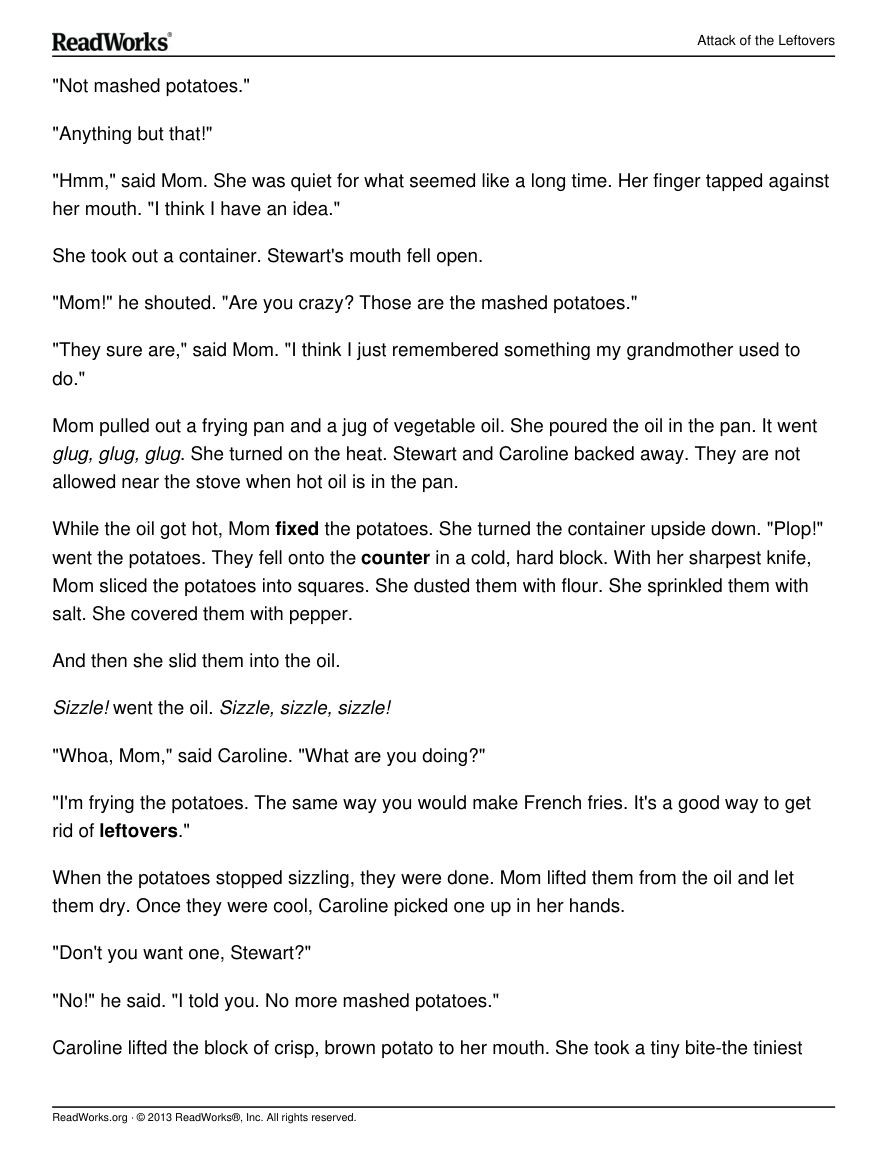 ReadWorks®
Attack of the Leftovers
"Not mashed potatoes."
"Anything but that!"
"Hmm," said Mom. She was quiet for what seemed like a long time. Her finger tapped against
her mouth. "I think I have an idea."
She took out a container. Stewart's mouth fell open.
"Mom!" he shouted. "Are you crazy? Those are the mashed potatoes."
"They sure are," said Mom. "I think I just remembered something my grandmother used to
do."
Mom pulled out a frying pan and a jug of vegetable oil. She poured the oil in the pan. It went
glug, glug, glug. She turned on the heat. Stewart and Caroline backed away. They are not
allowed near the stove when hot oil is in the pan.
While the oil got hot, Mom fixed the potatoes. She turned the container upside down. "Plop!"
went the potatoes. They fell onto the counter in a cold, hard block. With her sharpest knife,
Mom sliced the potatoes into squares. She dusted them with flour. She sprinkled them with
salt. She covered them with pepper.
And then she slid them into the oil.
Sizzle! went the oil. Sizzle, sizzle, sizzle!
"Whoa, Mom," said Caroline. "What are you doing?"
"I'm frying the potatoes. The same way you would make French fries. It's a good way to get
rid of leftovers."
When the potatoes stopped sizzling, they were done. Mom lifted them from the oil and let
them dry. Once they were cool, Caroline picked one up in her hands.
"Don't you want one, Stewart?"
"No!" he said. "I told you. No more mashed potatoes."
Caroline lifted the block of crisp, brown potato to her mouth. She took a tiny bite-the tiniest
ReadWorks.org · © 2013 ReadWorks®, Inc. All rights reserved.